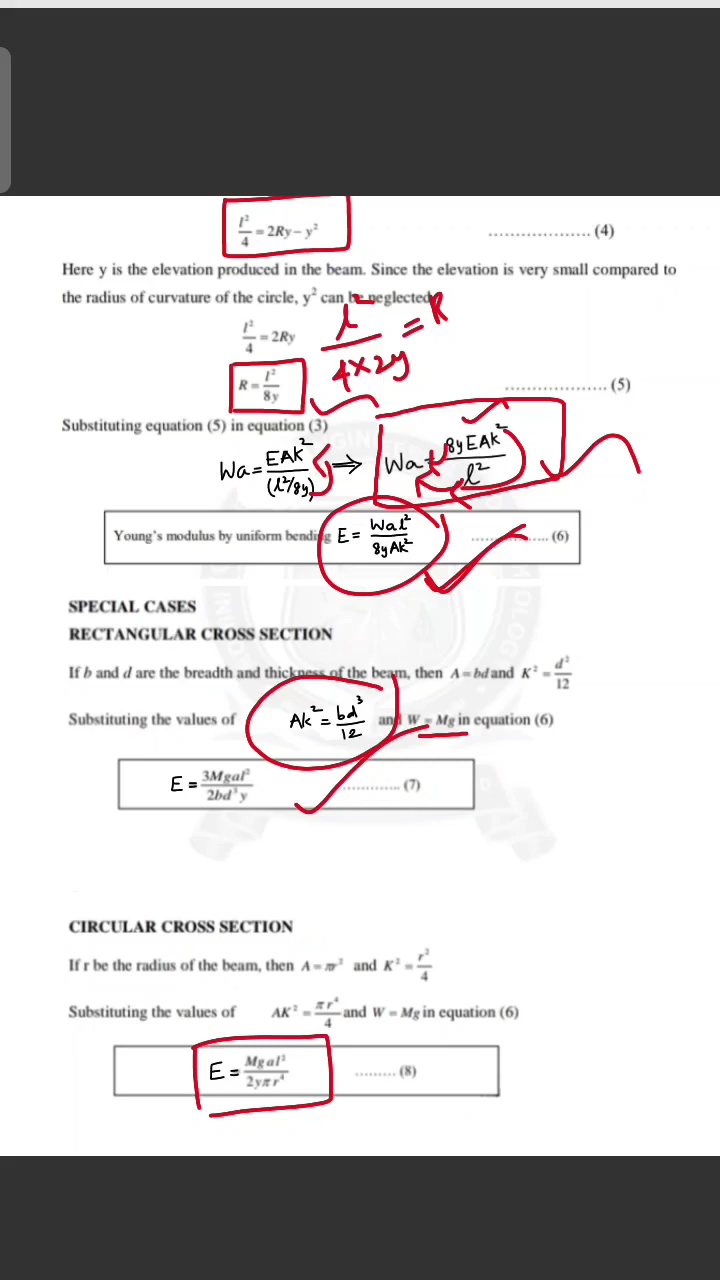 l²/4 = 2Ry – y² ................... (4)
Here y is the elevation produced in the beam. Since the elevation is very small compared to
the radius of curvature of the circle, y² can be neglected
l²/4 = 2Ry
l²/(4×2y) = R
R = l²/8y ................... (5)
Substituting equation (5) in equation (3)
Wa = EAK²/(l²/8y) ⇒ Wa = 8yEAK²/l²
Young's modulus by uniform bending E = Wal²/8yAK² ................... (6)
SPECIAL CASES
RECTANGULAR CROSS SECTION
If b and d are the breadth and thickness of the beam, then A = bd and K² = d²/12
Substituting the values of AK² = bd³/12 and W = Mg in equation (6)
E = 3Mgal²/2bd³y ............. (7)
CIRCULAR CROSS SECTION
If r be the radius of the beam, then A = πr² and K² = r²/4
Substituting the values of AK² = πr⁴/4 and W = Mg in equation (6)
E = Mgal²/2yπr⁴ ......... (8)